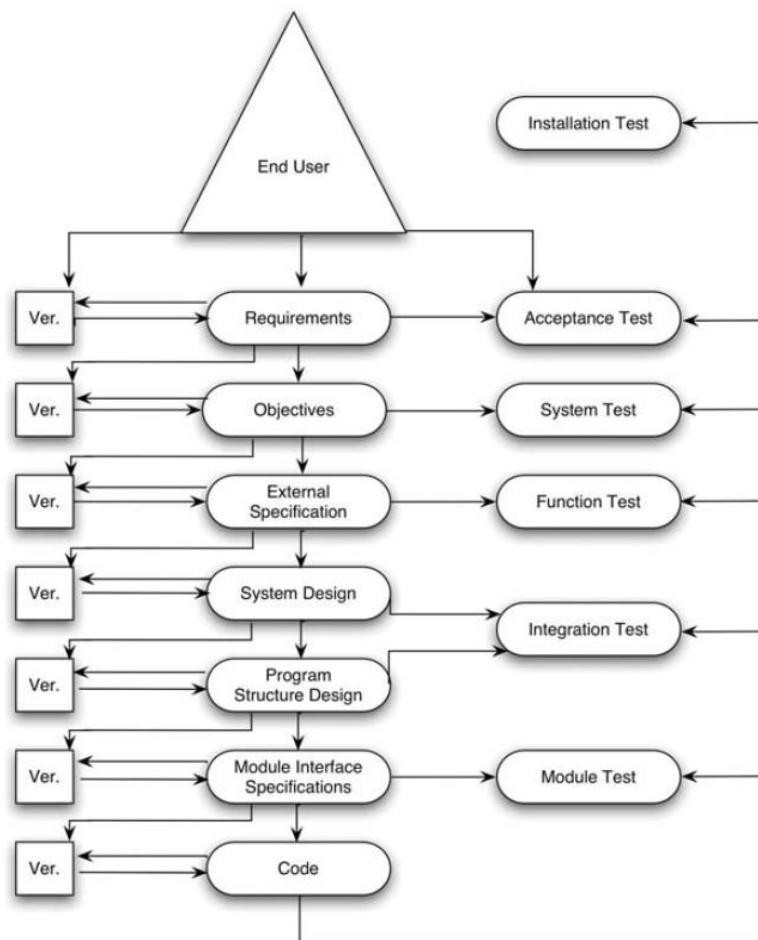 End User
Installation Test
Ver.
Requirements
Acceptance Test
Ver.
Objectives
System Test
Ver.
External
Specification
Function Test
Ver.
System Design
Integration Test
Ver.
Program
Structure Design
Ver.
Module Interface
Specifications
Module Test
Ver.
Code